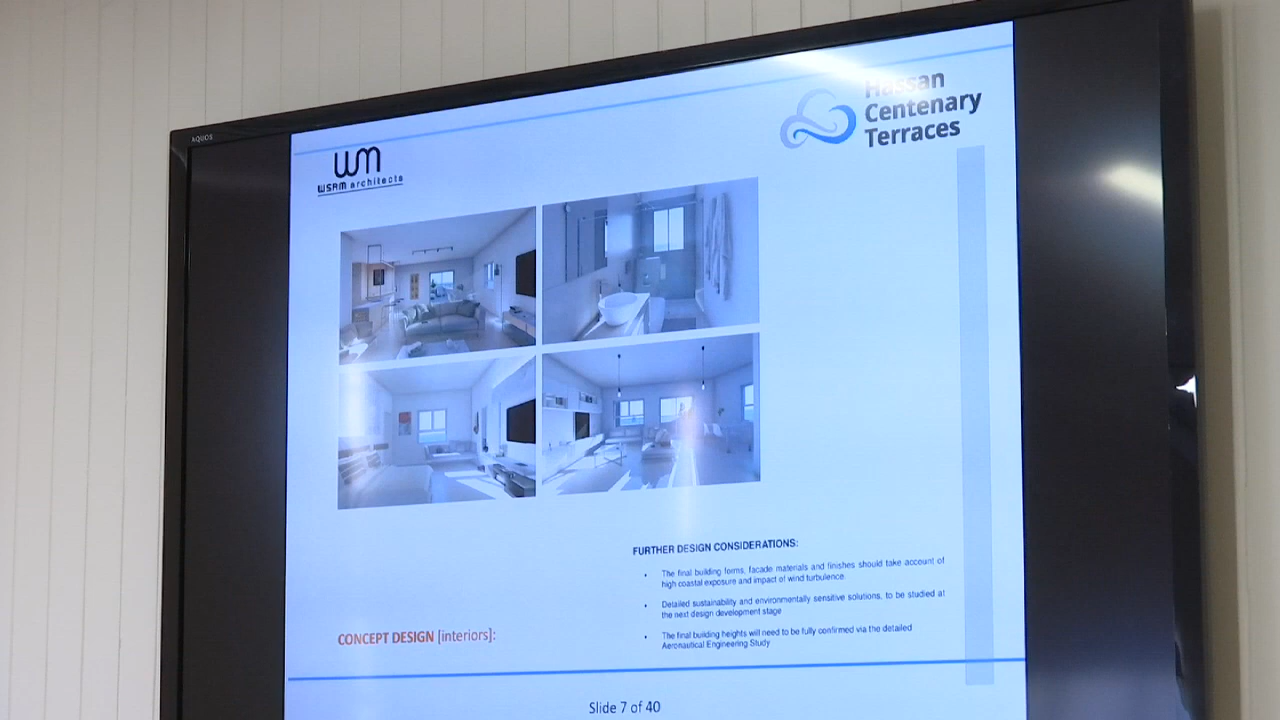 AQUOS
Hassan
Centenary
Terraces
WM
WSRM architects
FURTHER DESIGN CONSIDERATIONS:
• The final building forms, facade materials and finishes should take account of
high coastal exposure and impact of wind turbulence
• Detailed sustainability and environmentally sensitive solutions, to be studied at
the next design development stage
• The final building heights will need to be fully confirmed via the detailed
Aeronautical Engineering Study
CONCEPT DESIGN [interiors]:
Slide 7 of 40